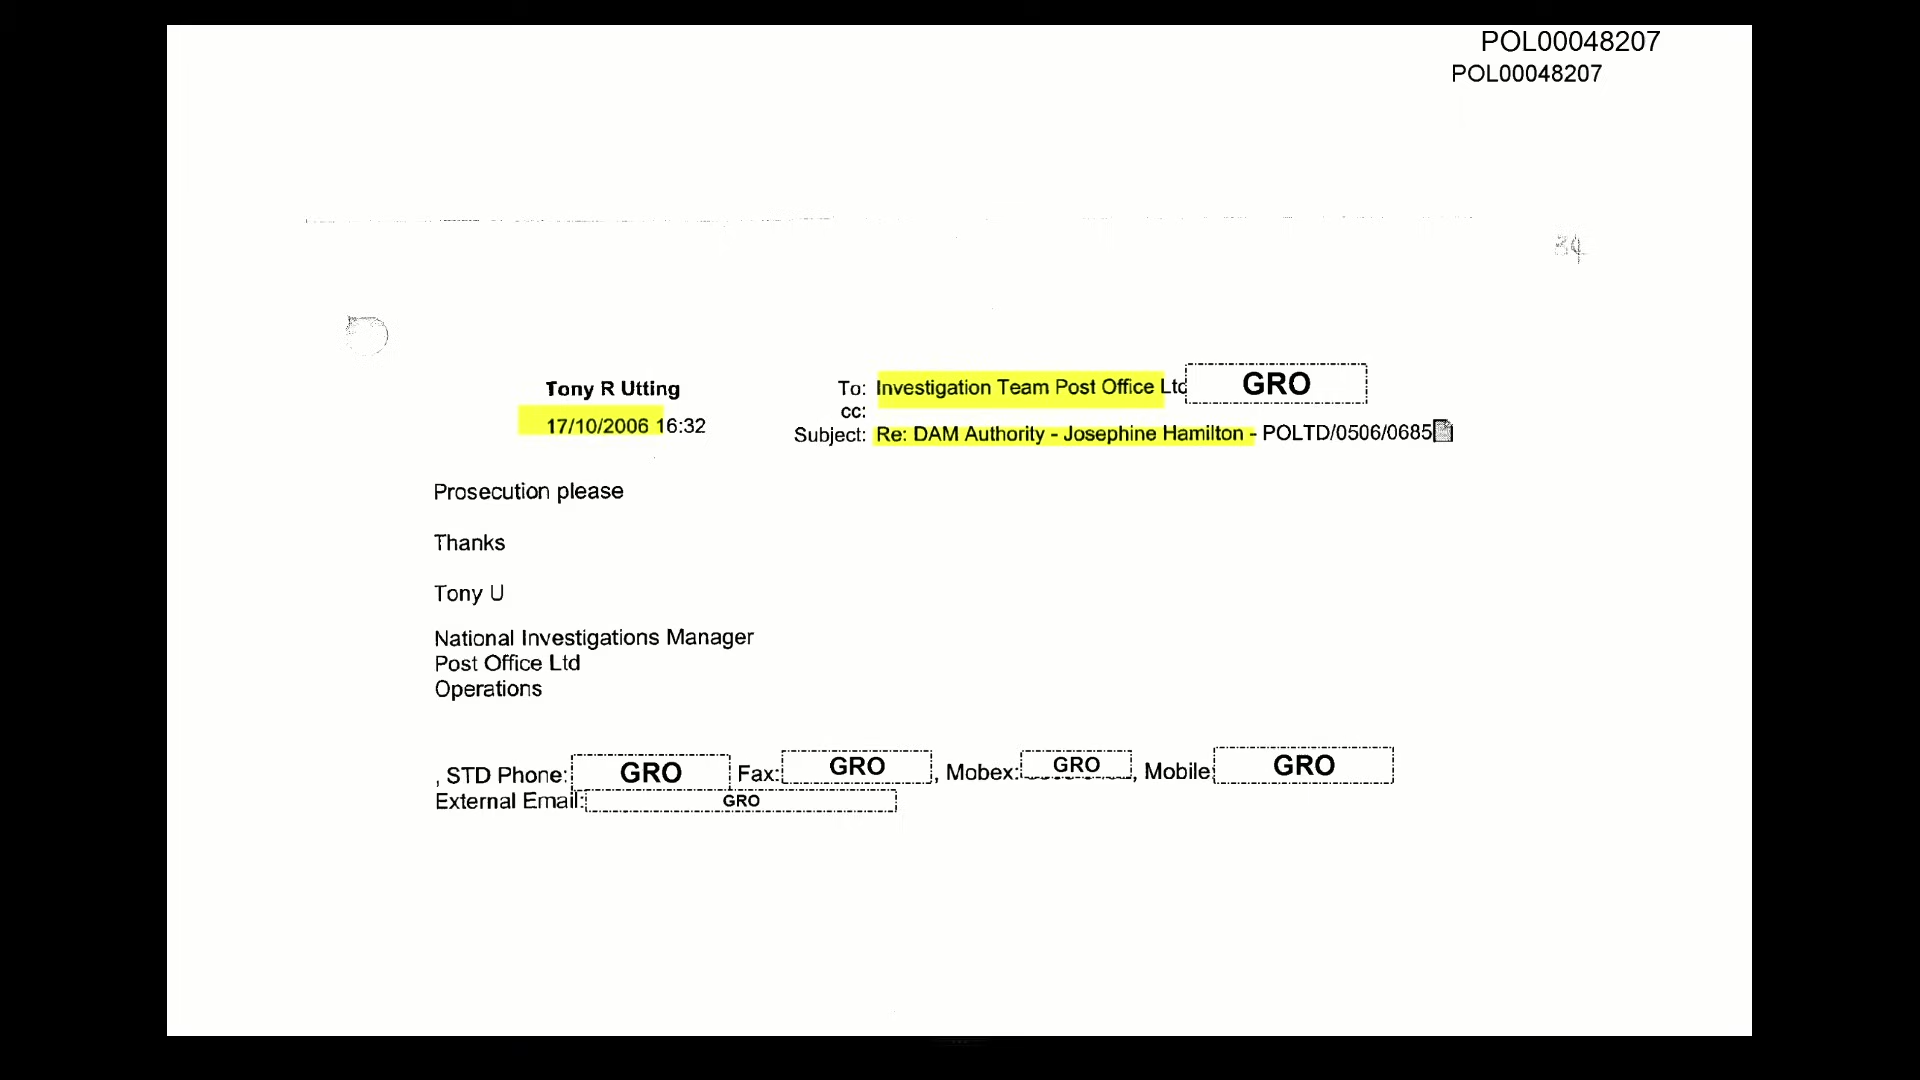 POL00048207
POL00048207
34
Tony R Utting
17/10/2006 16:32
To: Investigation Team Post Office Ltd GRO
cc:
Subject: Re: DAM Authority - Josephine Hamilton - POLTD/0506/0685
Prosecution please
Thanks
Tony U
National Investigations Manager
Post Office Ltd
Operations
, STD Phone: GRO Fax: GRO, Mobex: GRO, Mobile: GRO
External Email: GRO